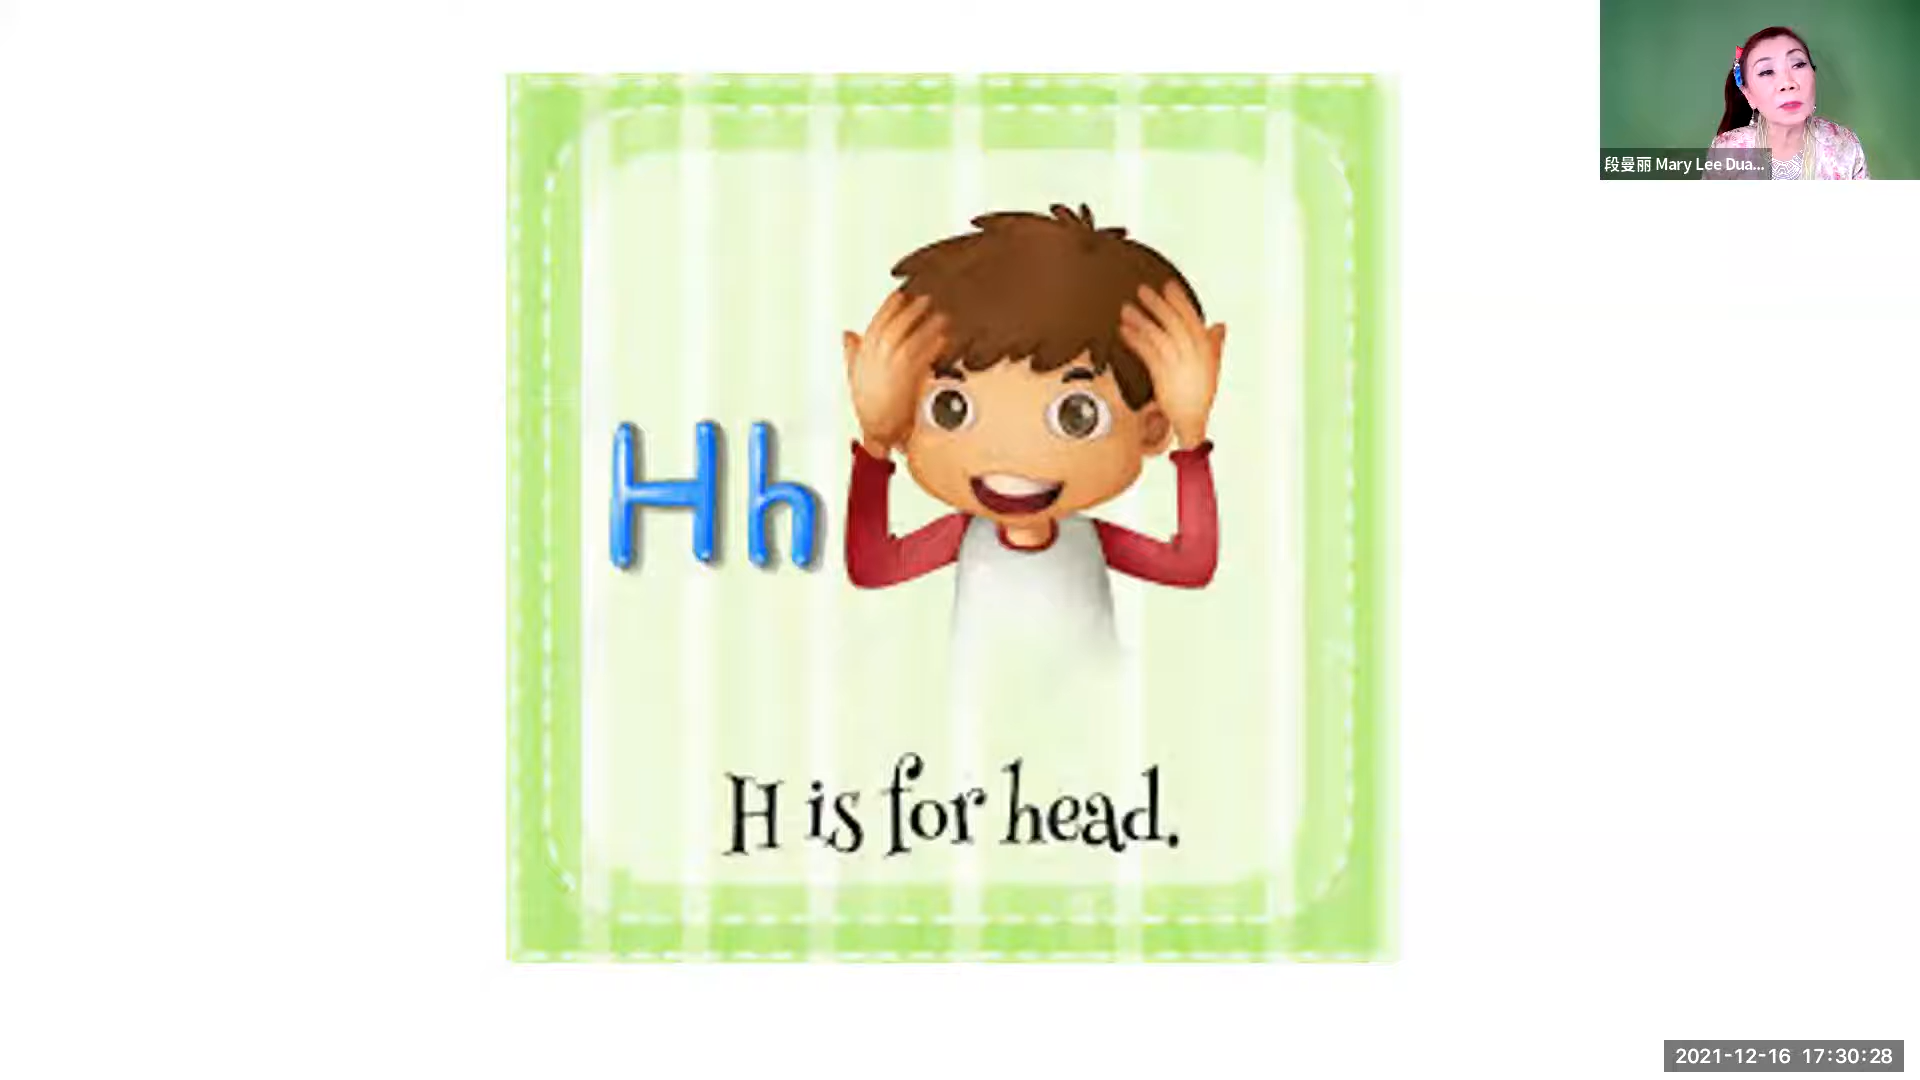 段曼丽 Mary Lee Dua...
Hh
H is for head.
2021-12-16 17:30:28